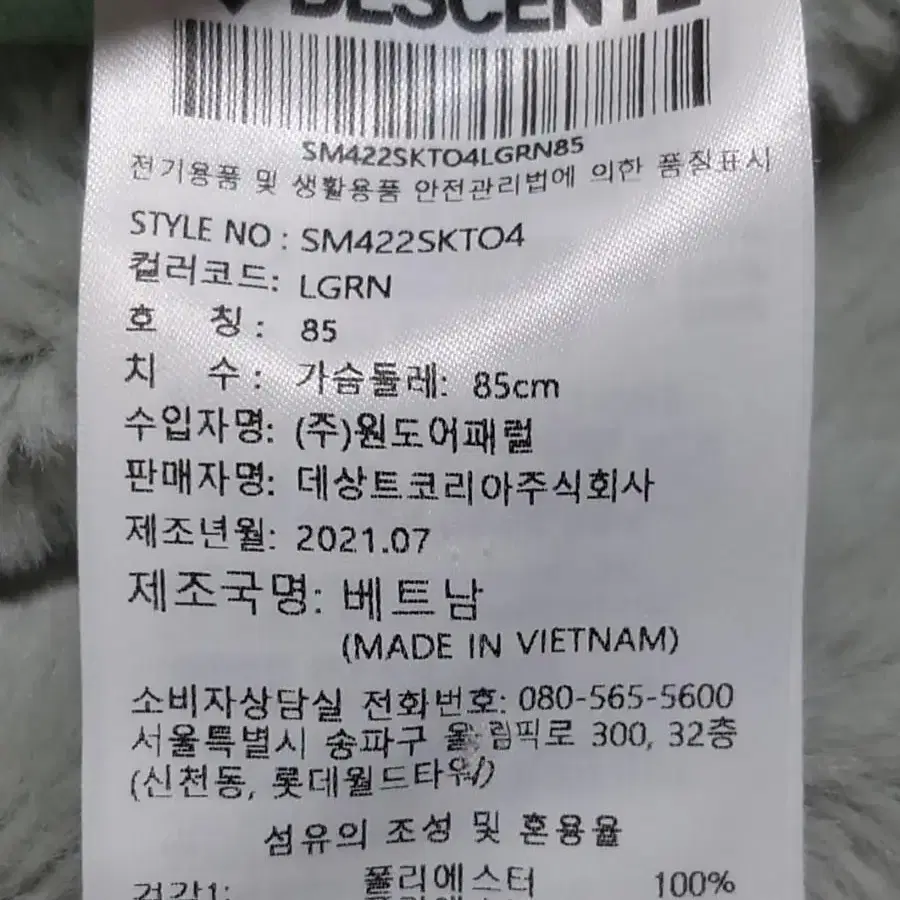 DESCENTE
SM422SKTO4LGRN85
전기용품 및 생활용품 안전관리법에 의한 품질표시
STYLE NO : SM422SKTO4
컬러코드: LGRN
호 칭: 85
치 수: 가슴둘레: 85cm
수입자명: (주)원도어패럴
판매자명: 데상트코리아주식회사
제조년월: 2021.07
제조국명: 베트남
(MADE IN VIETNAM)
소비자상담실 전화번호: 080-565-5600
서울특별시 송파구 올림픽로 300, 32층
(신천동, 롯데월드타워)
섬유의 조성 및 혼용율
겉감1: 폴리에스터 100%